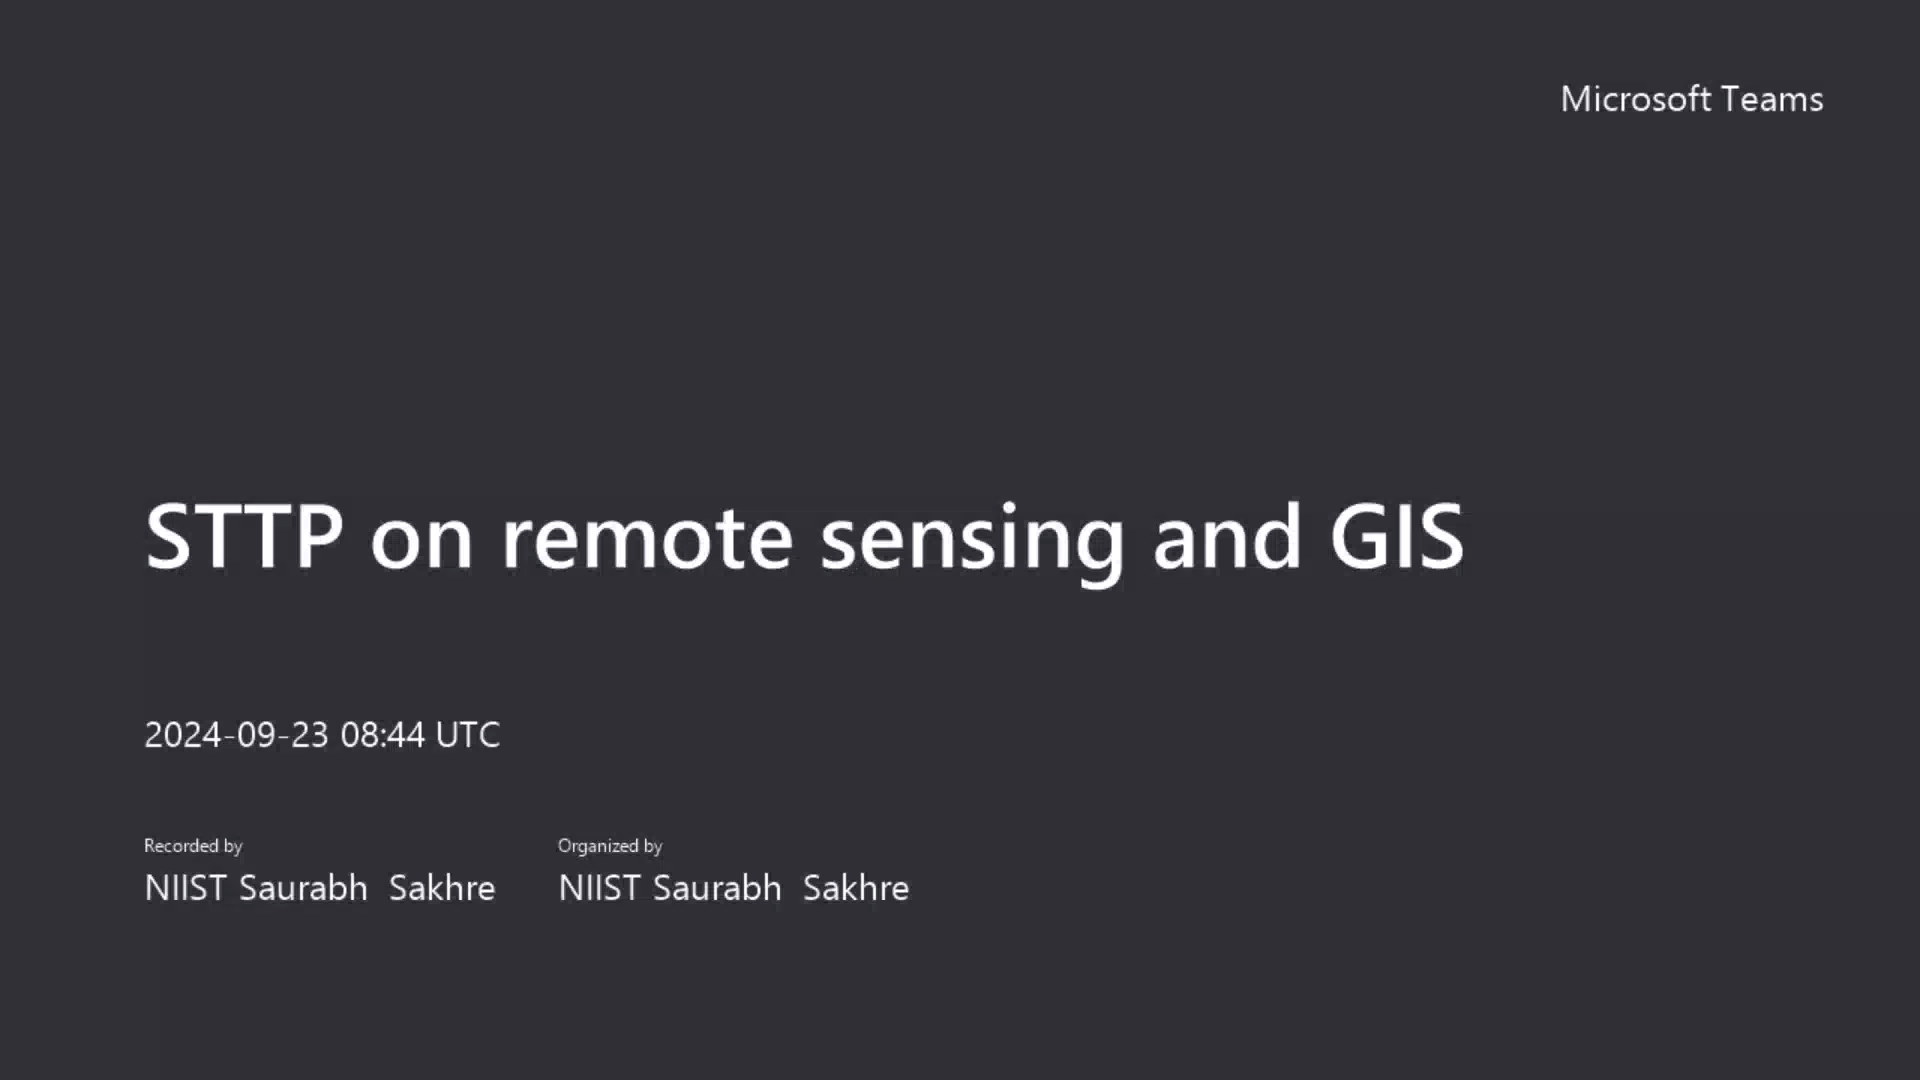 Microsoft Teams
STTP on remote sensing and GIS
2024-09-23 08:44 UTC
Recorded by
NIIST Saurabh Sakhre
Organized by
NIIST Saurabh Sakhre